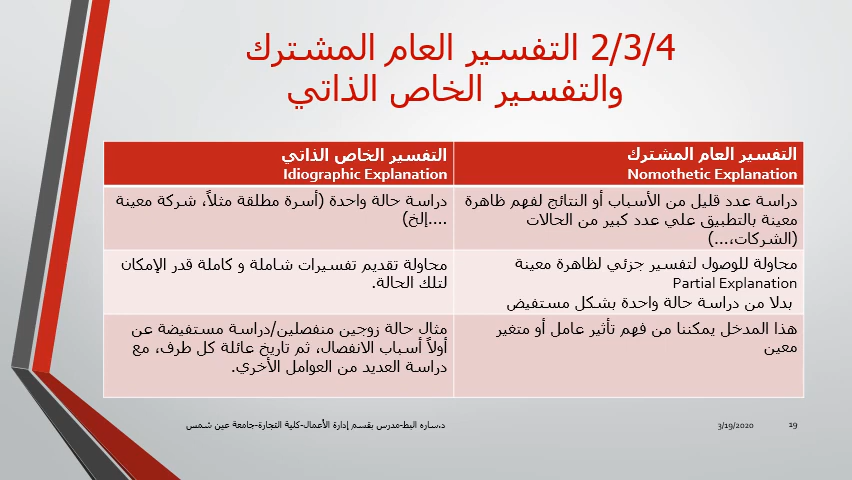 2/3/4 التفسير العام المشترك
والتفسير الخاص الذاتي
التفسير العام المشترك
Nomothetic Explanation
التفسير الخاص الذاتي
Idiographic Explanation
دراسة عدد قليل من الأسباب أو النتائج لفهم ظاهرة
معينة بالتطبيق علي عدد كبير من الحالات
(الشركات،...)
دراسة حالة واحدة (أسرة مطلقة مثلاً، شركة معينة
....إلخ)
محاولة للوصول لتفسير جزئي لظاهرة معينة
Partial Explanation
بدلا من دراسة حالة واحدة بشكل مستفيض
محاولة تقديم تفسيرات شاملة و كاملة قدر الإمكان
لتلك الحالة.
هذا المدخل يمكننا من فهم تأثير عامل أو متغير
معين
مثال حالة زوجين منفصلين/دراسة مستفيضة عن
أولاً أسباب الانفصال، ثم تاريخ عائلة كل طرف، مع
دراسة العديد من العوامل الأخري.
19
3/19/2020
د.ساره البط-مدرس بقسم إدارة الأعمال-كلية التجارة-جامعة عين شمس